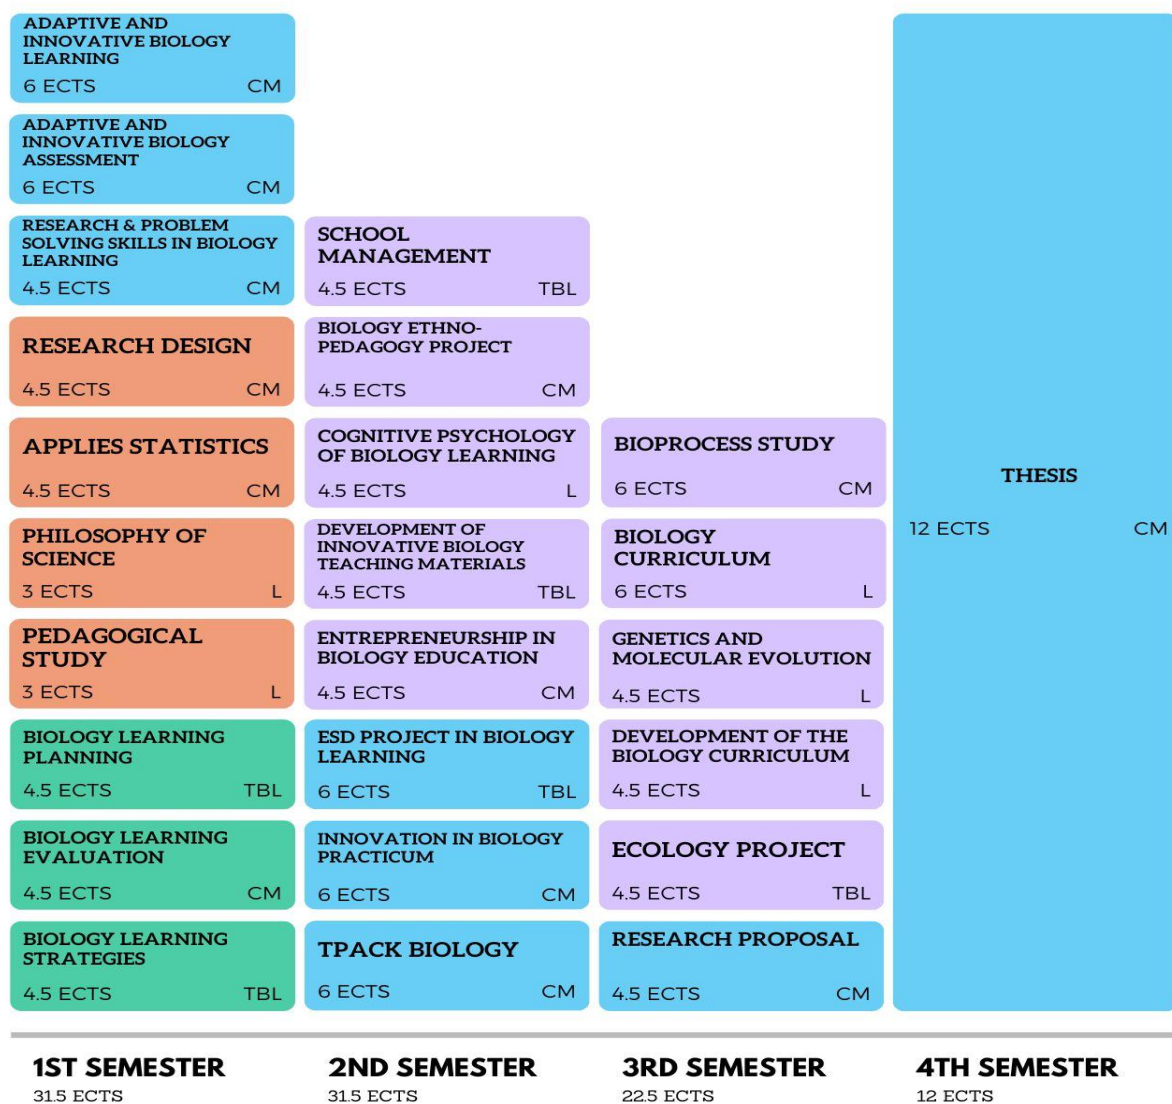 ADAPTIVE AND
INNOVATIVE BIOLOGY
LEARNING
6 ECTS CM
ADAPTIVE AND
INNOVATIVE BIOLOGY
ASSESSMENT
6 ECTS CM
RESEARCH & PROBLEM
SOLVING SKILLS IN BIOLOGY
LEARNING
4.5 ECTS CM
RESEARCH DESIGN
4.5 ECTS CM
APPLIES STATISTICS
4.5 ECTS CM
PHILOSOPHY OF
SCIENCE
3 ECTS L
PEDAGOGICAL
STUDY
3 ECTS L
BIOLOGY LEARNING
PLANNING
4.5 ECTS TBL
BIOLOGY LEARNING
EVALUATION
4.5 ECTS CM
BIOLOGY LEARNING
STRATEGIES
4.5 ECTS TBL
1ST SEMESTER
31.5 ECTS
SCHOOL
MANAGEMENT
4.5 ECTS TBL
BIOLOGY ETHNO-
PEDAGOGY PROJECT
4.5 ECTS CM
COGNITIVE PSYCHOLOGY
OF BIOLOGY LEARNING
4.5 ECTS L
DEVELOPMENT OF
INNOVATIVE BIOLOGY
TEACHING MATERIALS
4.5 ECTS TBL
ENTREPRENEURSHIP IN
BIOLOGY EDUCATION
4.5 ECTS CM
ESD PROJECT IN BIOLOGY
LEARNING
6 ECTS TBL
INNOVATION IN BIOLOGY
PRACTICUM
6 ECTS CM
TPACK BIOLOGY
6 ECTS CM
2ND SEMESTER
31.5 ECTS
BIOPROCESS STUDY
6 ECTS CM
BIOLOGY
CURRICULUM
6 ECTS L
GENETICS AND
MOLECULAR EVOLUTION
4.5 ECTS L
DEVELOPMENT OF THE
BIOLOGY CURRICULUM
4.5 ECTS L
ECOLOGY PROJECT
4.5 ECTS TBL
RESEARCH PROPOSAL
4.5 ECTS CM
3RD SEMESTER
22.5 ECTS
THESIS
12 ECTS CM
4TH SEMESTER
12 ECTS